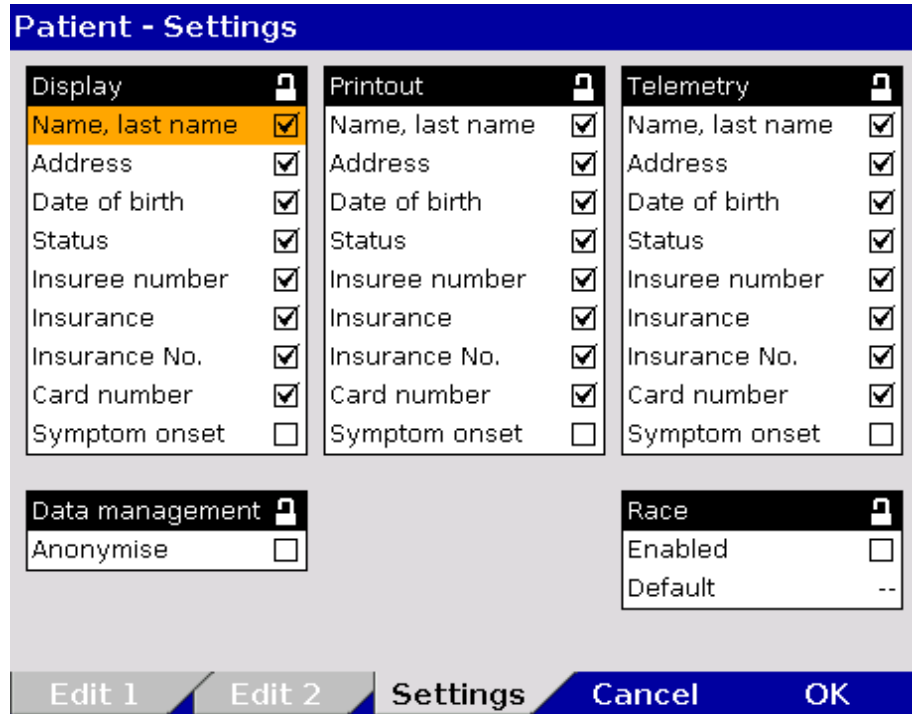 Patient - Settings
Display
Name, last name
Address
Date of birth
Status
Insuree number
Insurance
Insurance No.
Card number
Symptom onset
Printout
Name, last name
Address
Date of birth
Status
Insuree number
Insurance
Insurance No.
Card number
Symptom onset
Telemetry
Name, last name
Address
Date of birth
Status
Insuree number
Insurance
Insurance No.
Card number
Symptom onset
Data management
Anonymise
Race
Enabled
Default --
Edit 1 Edit 2 Settings Cancel OK